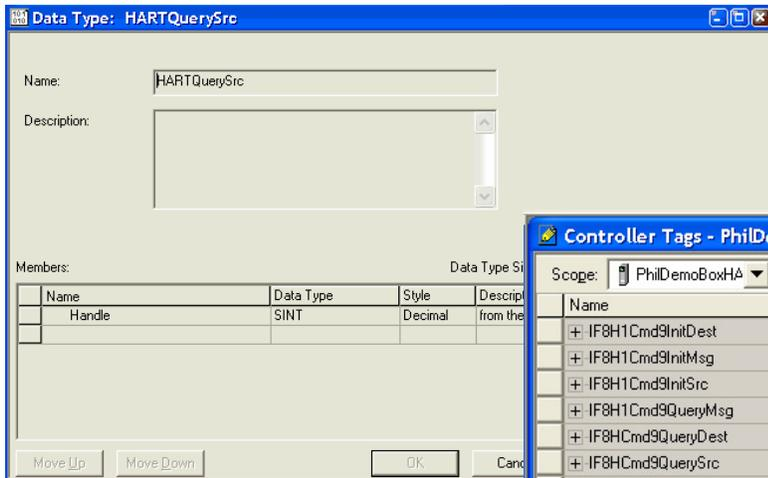 Data Type: HARTQuerySrc
Name: HARTQuerySrc
Description:
Members: Data Type Si
Name Data Type Style Descript
Handle SINT Decimal from the
Move Up Move Down OK Canc
Controller Tags - PhilDe
Scope: PhilDemoBoxHA
Name
IF8H1Cmd9InitDest
IF8H1Cmd9InitMsg
IF8H1Cmd9InitSrc
IF8H1Cmd9QueryMsg
IF8HCmd9QueryDest
IF8HCmd9QuerySrc